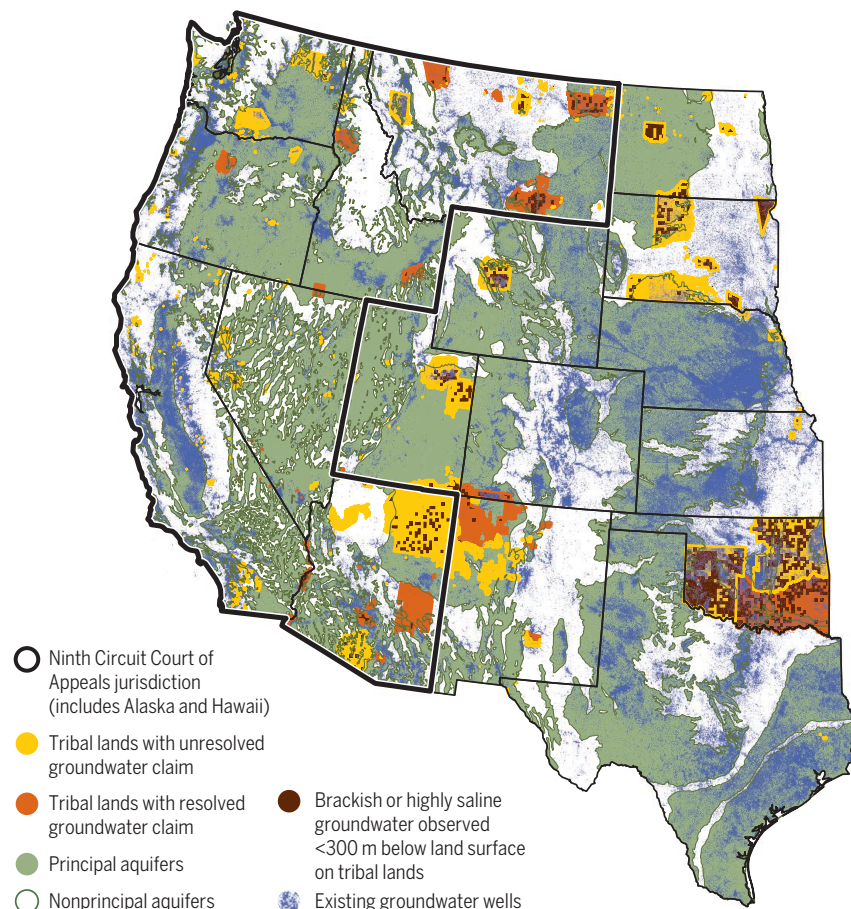 Ninth Circuit Court of
Appeals jurisdiction
(includes Alaska and Hawaii)
Tribal lands with unresolved
groundwater claim
Tribal lands with resolved
groundwater claim
Principal aquifers
Nonprincipal aquifers
Brackish or highly saline
groundwater observed
<300 m below land surface
on tribal lands
Existing groundwater wells